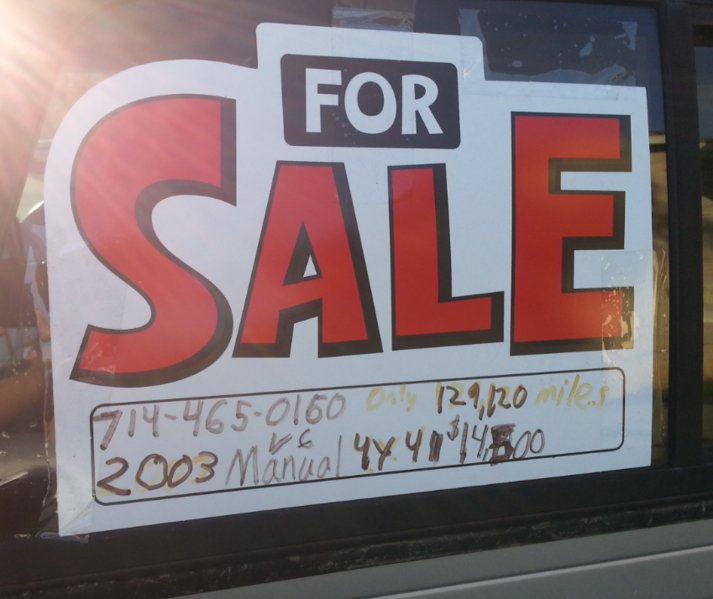 FOR
SALE
714-465-0160 Only 129,120 miles
V6
2003 Manual 4x4